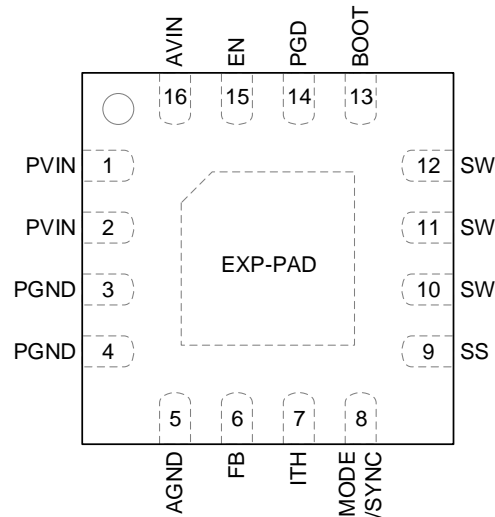 AVIN
EN
PGD
BOOT
16
15
14
13
PVIN 1
12 SW
PVIN 2
11 SW
EXP-PAD
PGND 3
10 SW
PGND 4
9 SS
5
6
7
8
AGND
FB
ITH
MODE
/SYNC